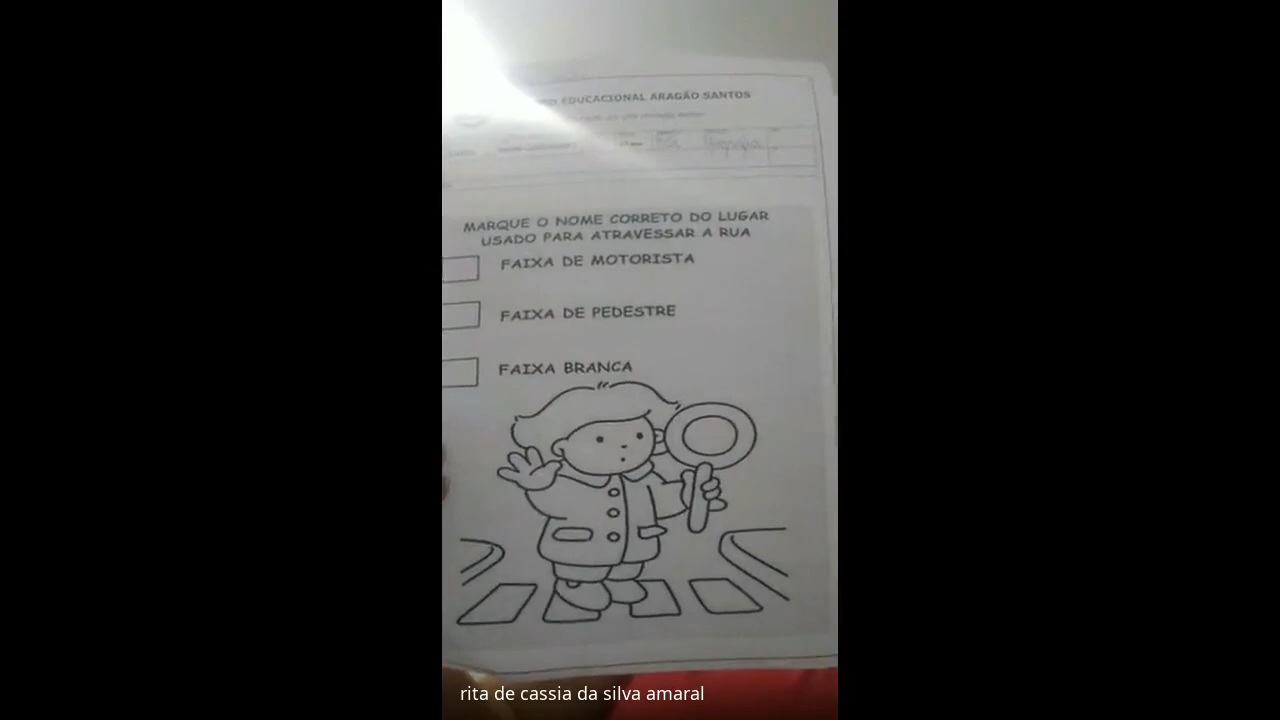 EDUCACIONAL ARAGÃO SANTOS
MARQUE O NOME CORRETO DO LUGAR
USADO PARA ATRAVESSAR A RUA
FAIXA DE MOTORISTA
FAIXA DE PEDESTRE
FAIXA BRANCA
rita de cassia da silva amaral